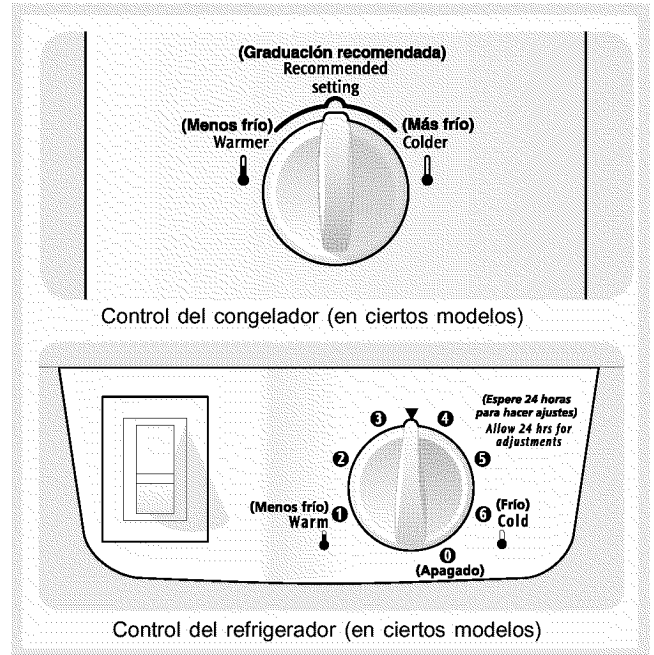 (Graduación recomendada)
Recommended
setting
(Menos frío)
Warmer
(Más frío)
Colder
Control del congelador (en ciertos modelos)
(Espere 24 horas
para hacer ajustes)
Allow 24 hrs for
adjustments
3
4
2
5
(Menos frío)
Warm
1
6
(Frío)
Cold
0
(Apagado)
Control del refrigerador (en ciertos modelos)